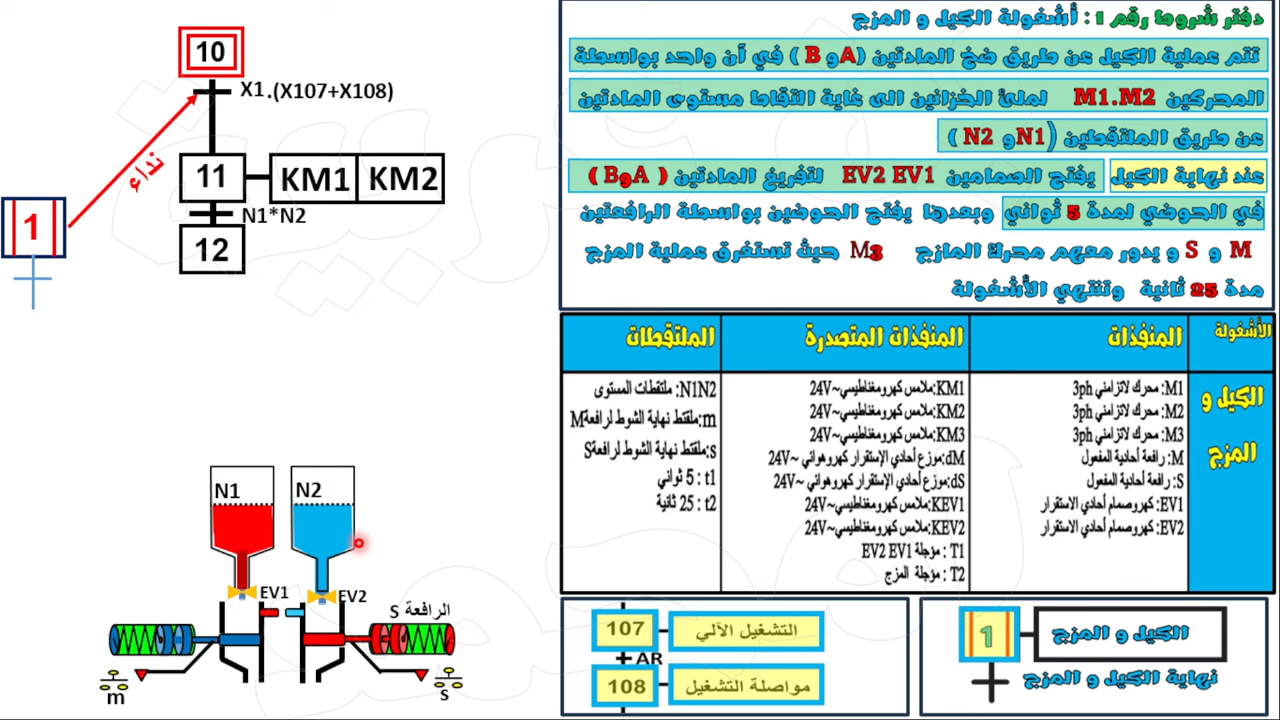 دفتر شروط رقم 1 : أشغولة الكيل و المزج
تتم عملية الكيل عن طريق ضخ المادتين (Aو B ) في آن واحد بواسطة
المحركين M1.M2 لملئ الخزانين الى غاية التقاط مستوى المادتين
عن طريق الملتقطين (N1و N2 )
عند نهاية الكيل يفتح الصمامين EV2 EV1 لتفريغ المادتين ( AوB )
في الحوضي لمدة 5 ثواني وبعدها يفتح الحوضين بواسطة الرافعتين
M و S و يدور معهم محرك المازج M3 حيث تستغرق عملية المزج
مدة 25 ثانية وتنتهي الأشغولة
10
X1.(X107+X108)
نداء
11
KM1
KM2
1
N1*N2
12
الأشغولة
المنفذات
المنفذات المتصدرة
الملتقطات
الكيل و
المزج
M1: محرك لاتزامني 3ph
M2: محرك لاتزامني 3ph
M3: محرك لاتزامني 3ph
M: رافعة أحادية المفعول
S: رافعة أحادية المفعول
EV1: كهروصمام أحادي الاستقرار
EV2: كهروصمام أحادي الاستقرار
KM1:ملامس كهرومغناطيسي~24V
KM2:ملامس كهرومغناطيسي~24V
KM3:ملامس كهرومغناطيسي~24V
dM:موزع أحادي الإستقرار كهروهوائي ~24V
dS:موزع أحادي الإستقرار كهروهوائي ~24V
KEV1:ملامس كهرومغناطيسي~24V
KEV2:ملامس كهرومغناطيسي~24V
T1 : مؤجلة EV2 EV1
T2 : مؤجلة المزج
N1N2: ملتقطات المستوى
m:ملتقط نهاية الشوط لرافعةM
s:ملتقط نهاية الشوط لرافعةS
t1 : 5 ثواني
t2 : 25 ثانية
N1
N2
EV1
EV2
الرافعة S
m
s
107
التشغيل الآلي
AR
108
مواصلة التشغيل
1
الكيل و المزج
نهاية الكيل و المزج